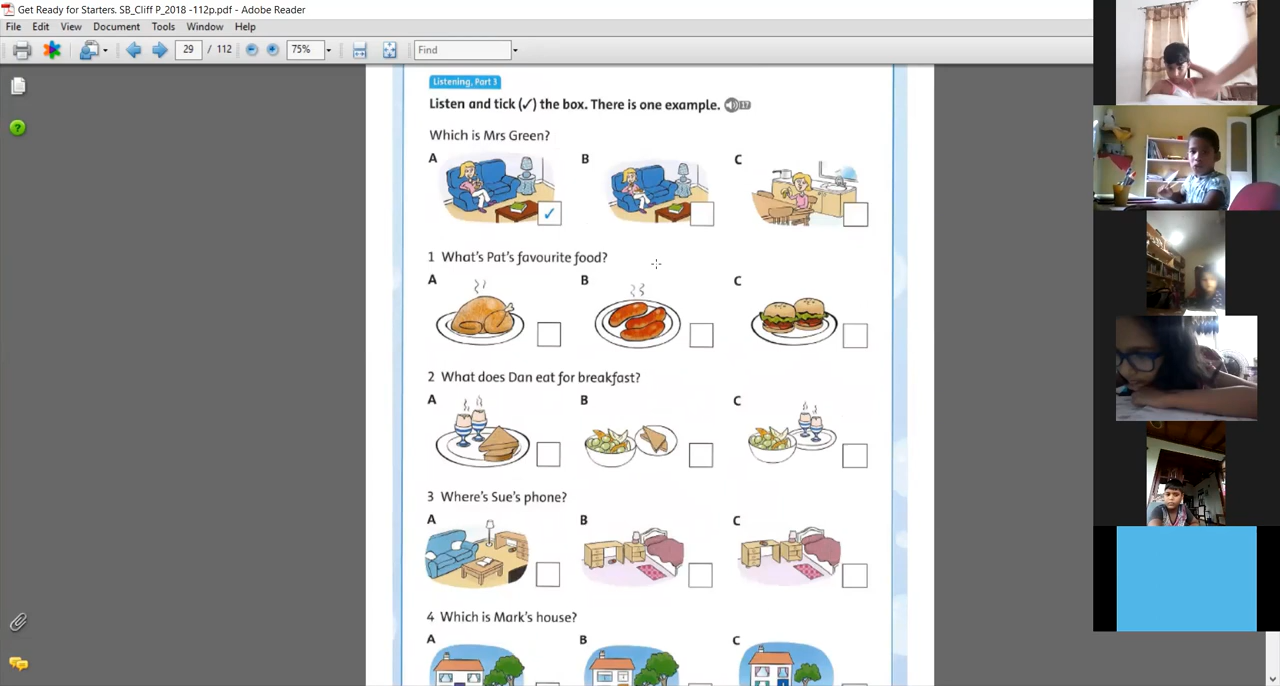 Get Ready for Starters. SB_Cliff P_2018 -112p.pdf - Adobe Reader
File Edit View Document Tools Window Help
29 / 112 75% Find
Listening, Part 3
Listen and tick (✓) the box. There is one example. 17
Which is Mrs Green?
A B C
✓
1 What's Pat's favourite food?
A B C
2 What does Dan eat for breakfast?
A B C
3 Where's Sue's phone?
A B C
4 Which is Mark's house?
A B C